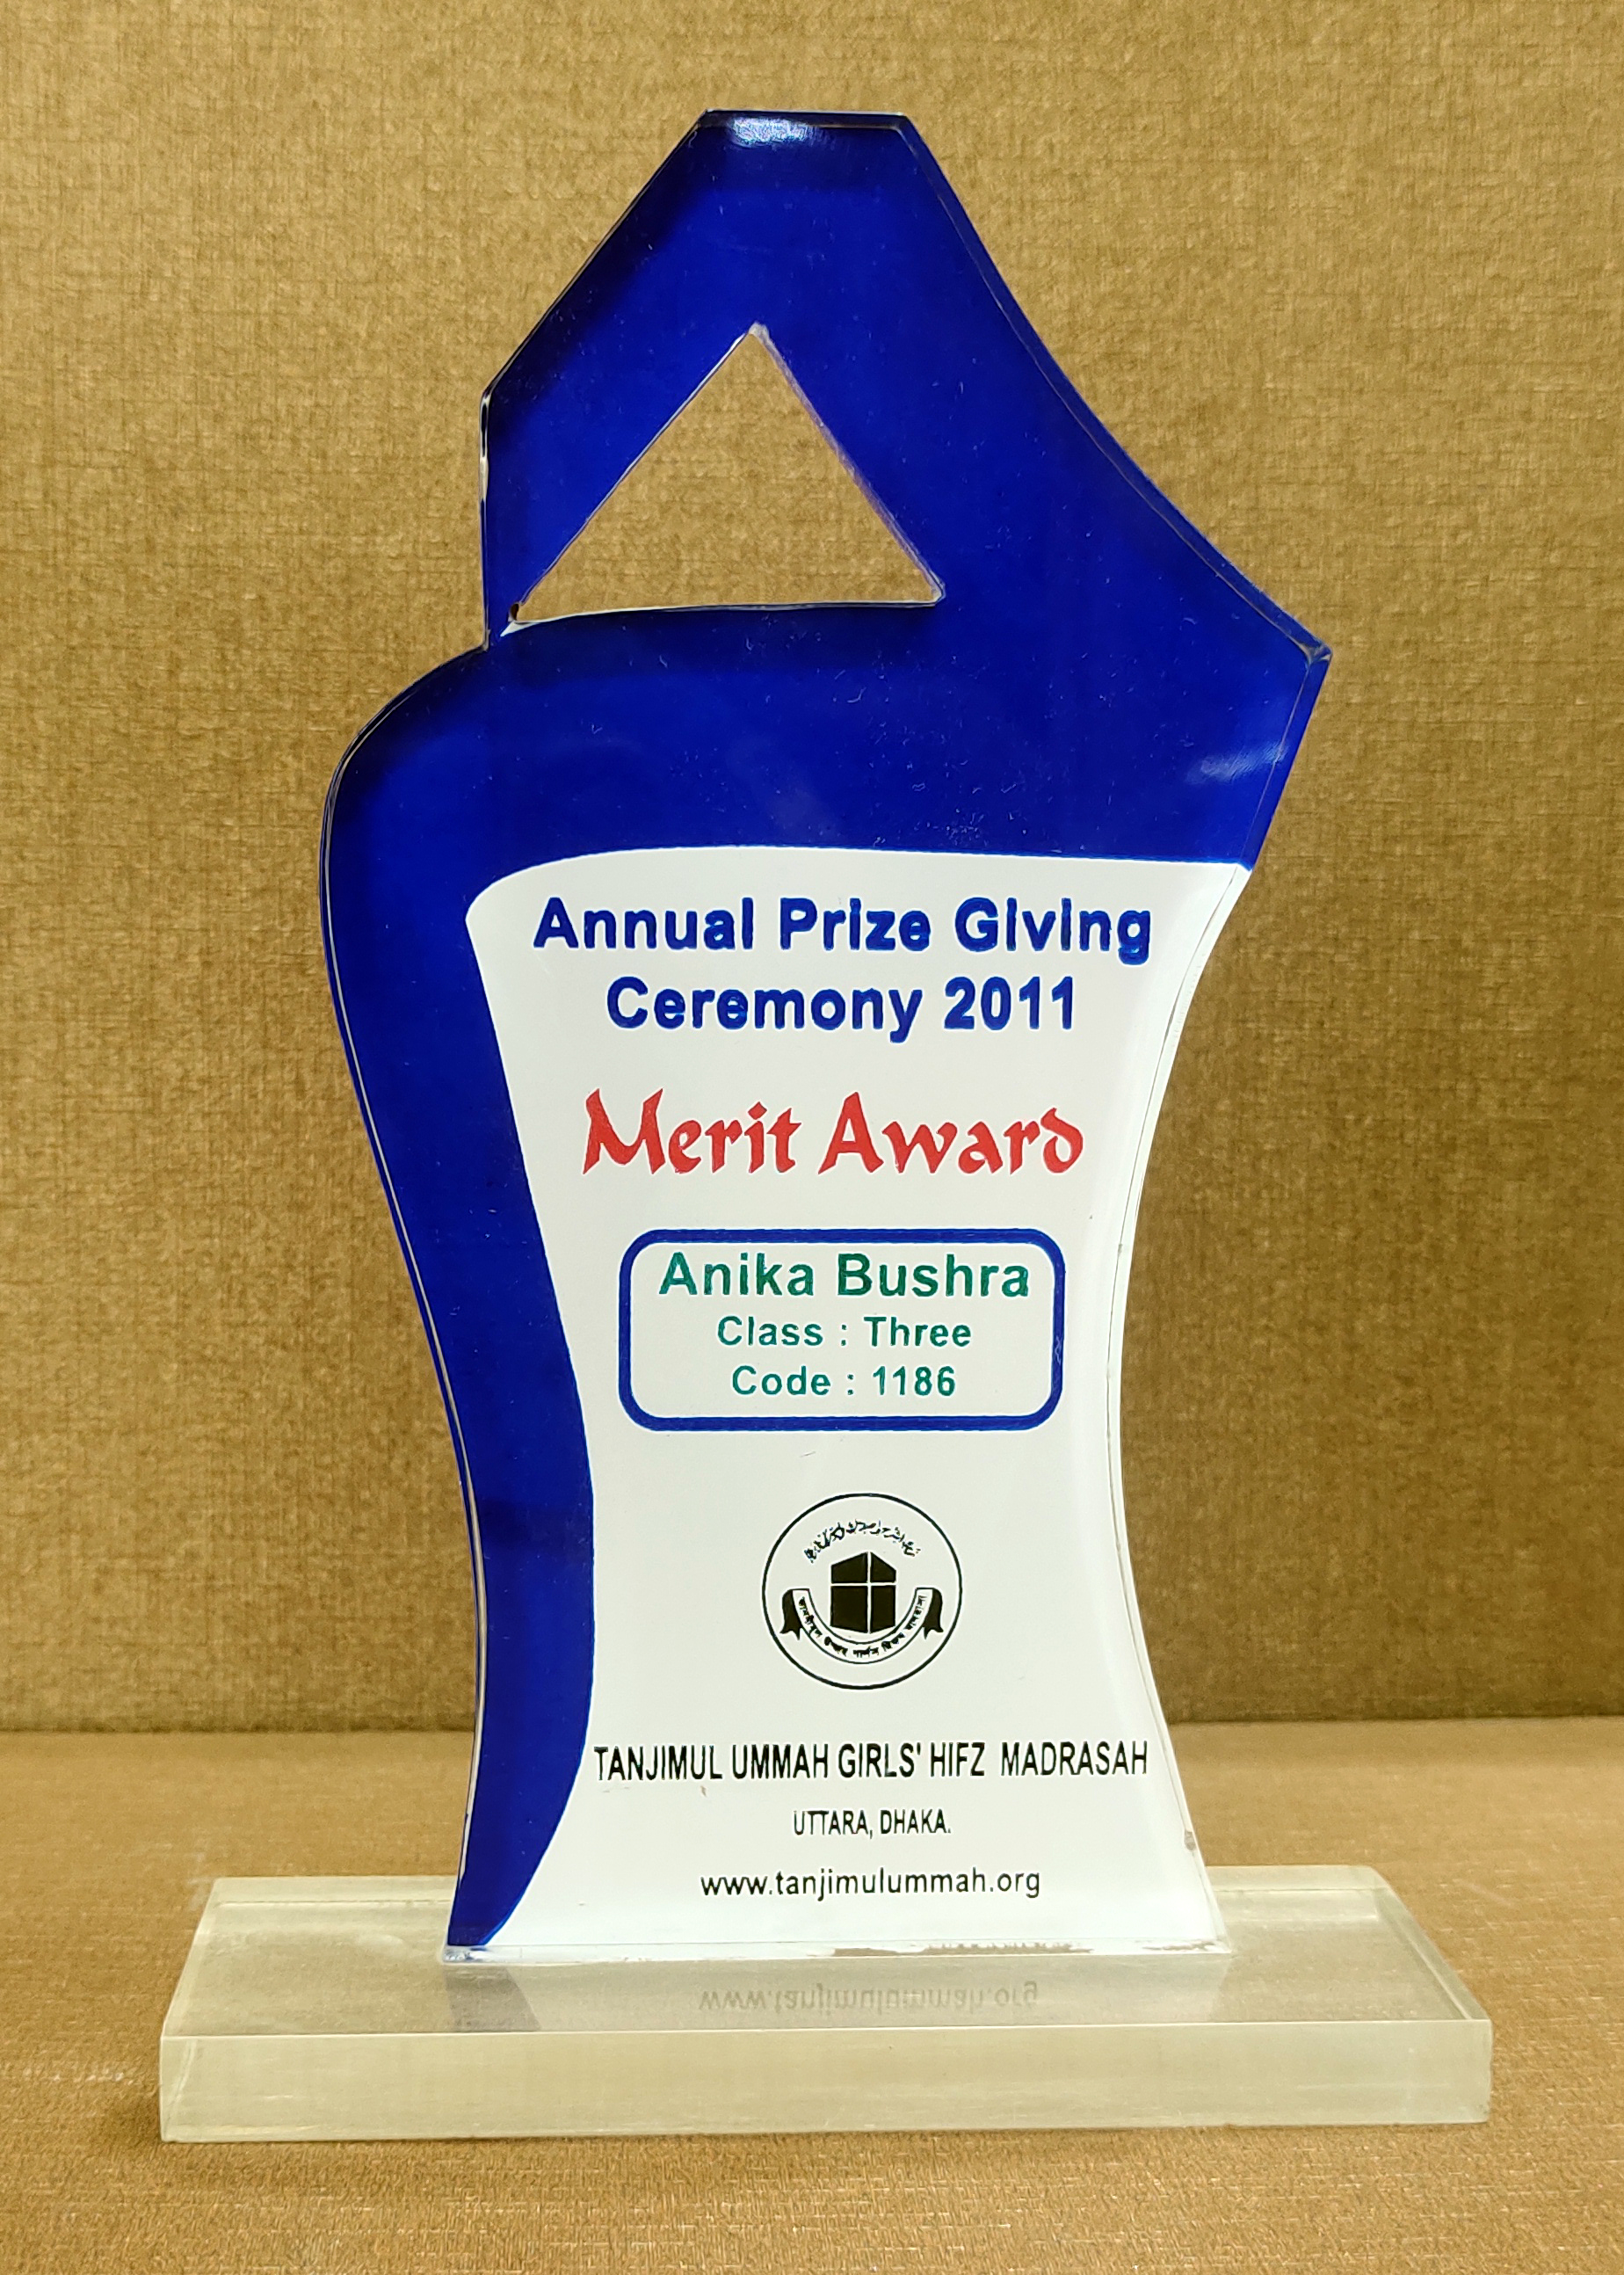 Annual Prize Giving
Ceremony 2011
Merit Award
Anika Bushra
Class : Three
Code : 1186
TANJIMUL UMMAH GIRLS' HIFZ MADRASAH
UTTARA, DHAKA.
www.tanjimulummah.org